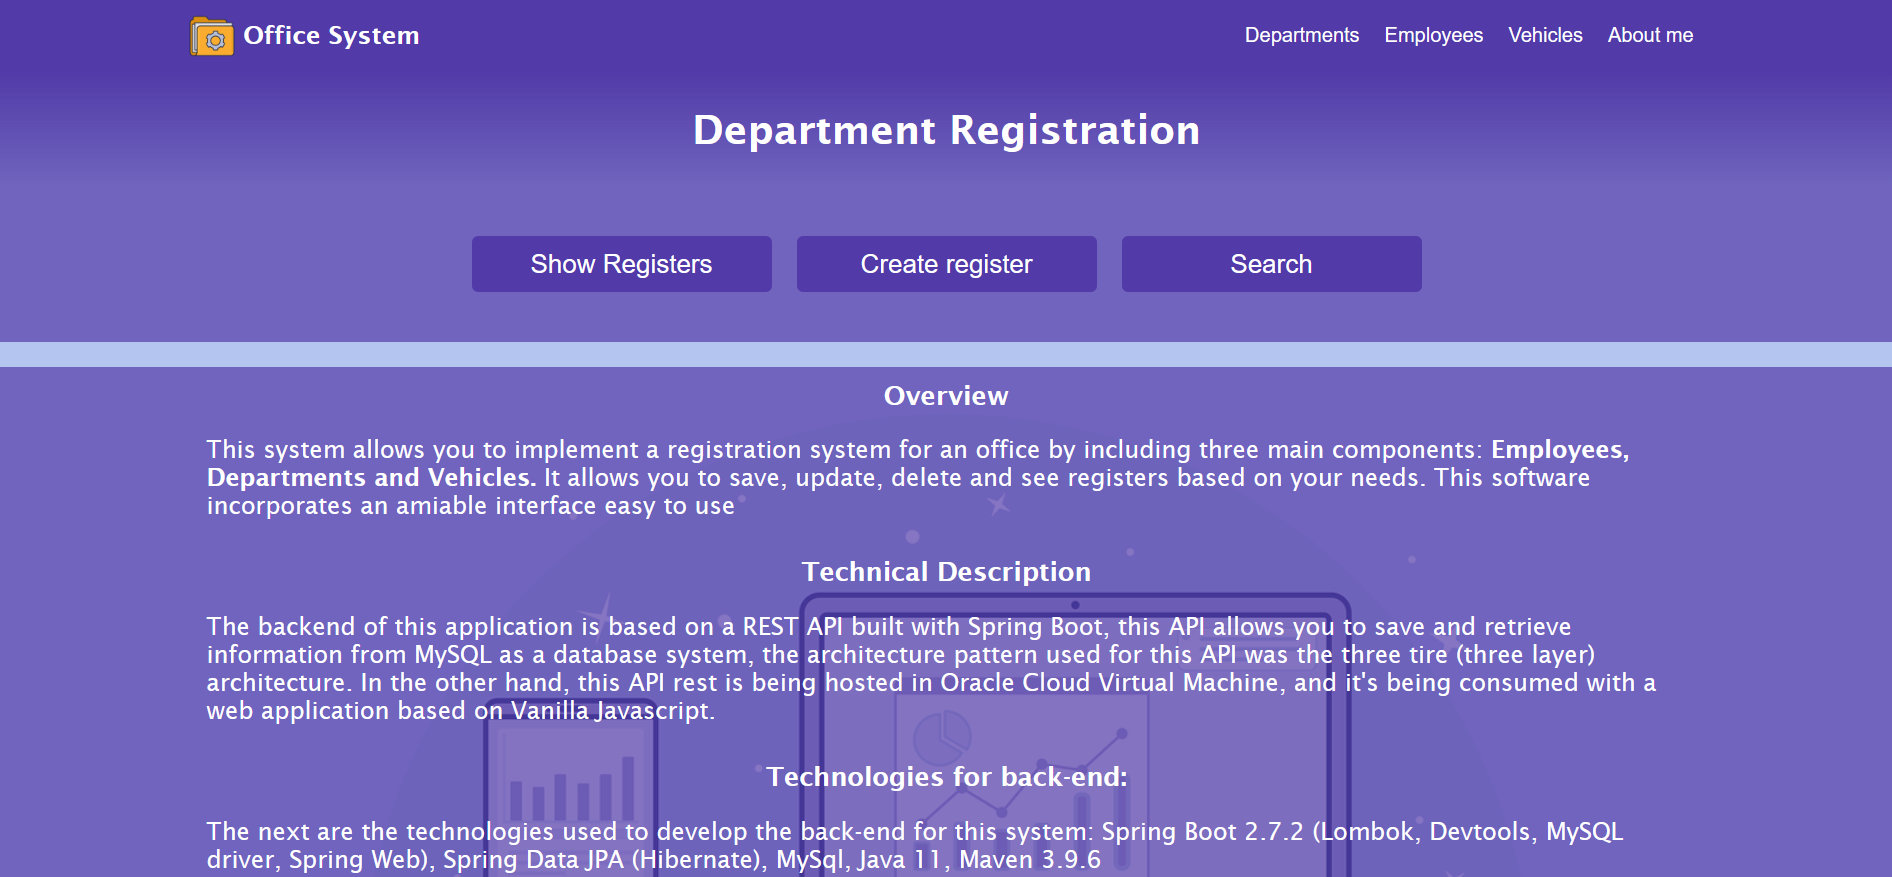 Office System
Departments Employees Vehicles About me
Department Registration
Show Registers Create register Search
Overview
This system allows you to implement a registration system for an office by including three main components: Employees,
Departments and Vehicles. It allows you to save, update, delete and see registers based on your needs. This software
incorporates an amiable interface easy to use
Technical Description
The backend of this application is based on a REST API built with Spring Boot, this API allows you to save and retrieve
information from MySQL as a database system, the architecture pattern used for this API was the three tire (three layer)
architecture. In the other hand, this API rest is being hosted in Oracle Cloud Virtual Machine, and it's being consumed with a
web application based on Vanilla Javascript.
Technologies for back-end:
The next are the technologies used to develop the back-end for this system: Spring Boot 2.7.2 (Lombok, Devtools, MySQL
driver, Spring Web), Spring Data JPA (Hibernate), MySql, Java 11, Maven 3.9.6